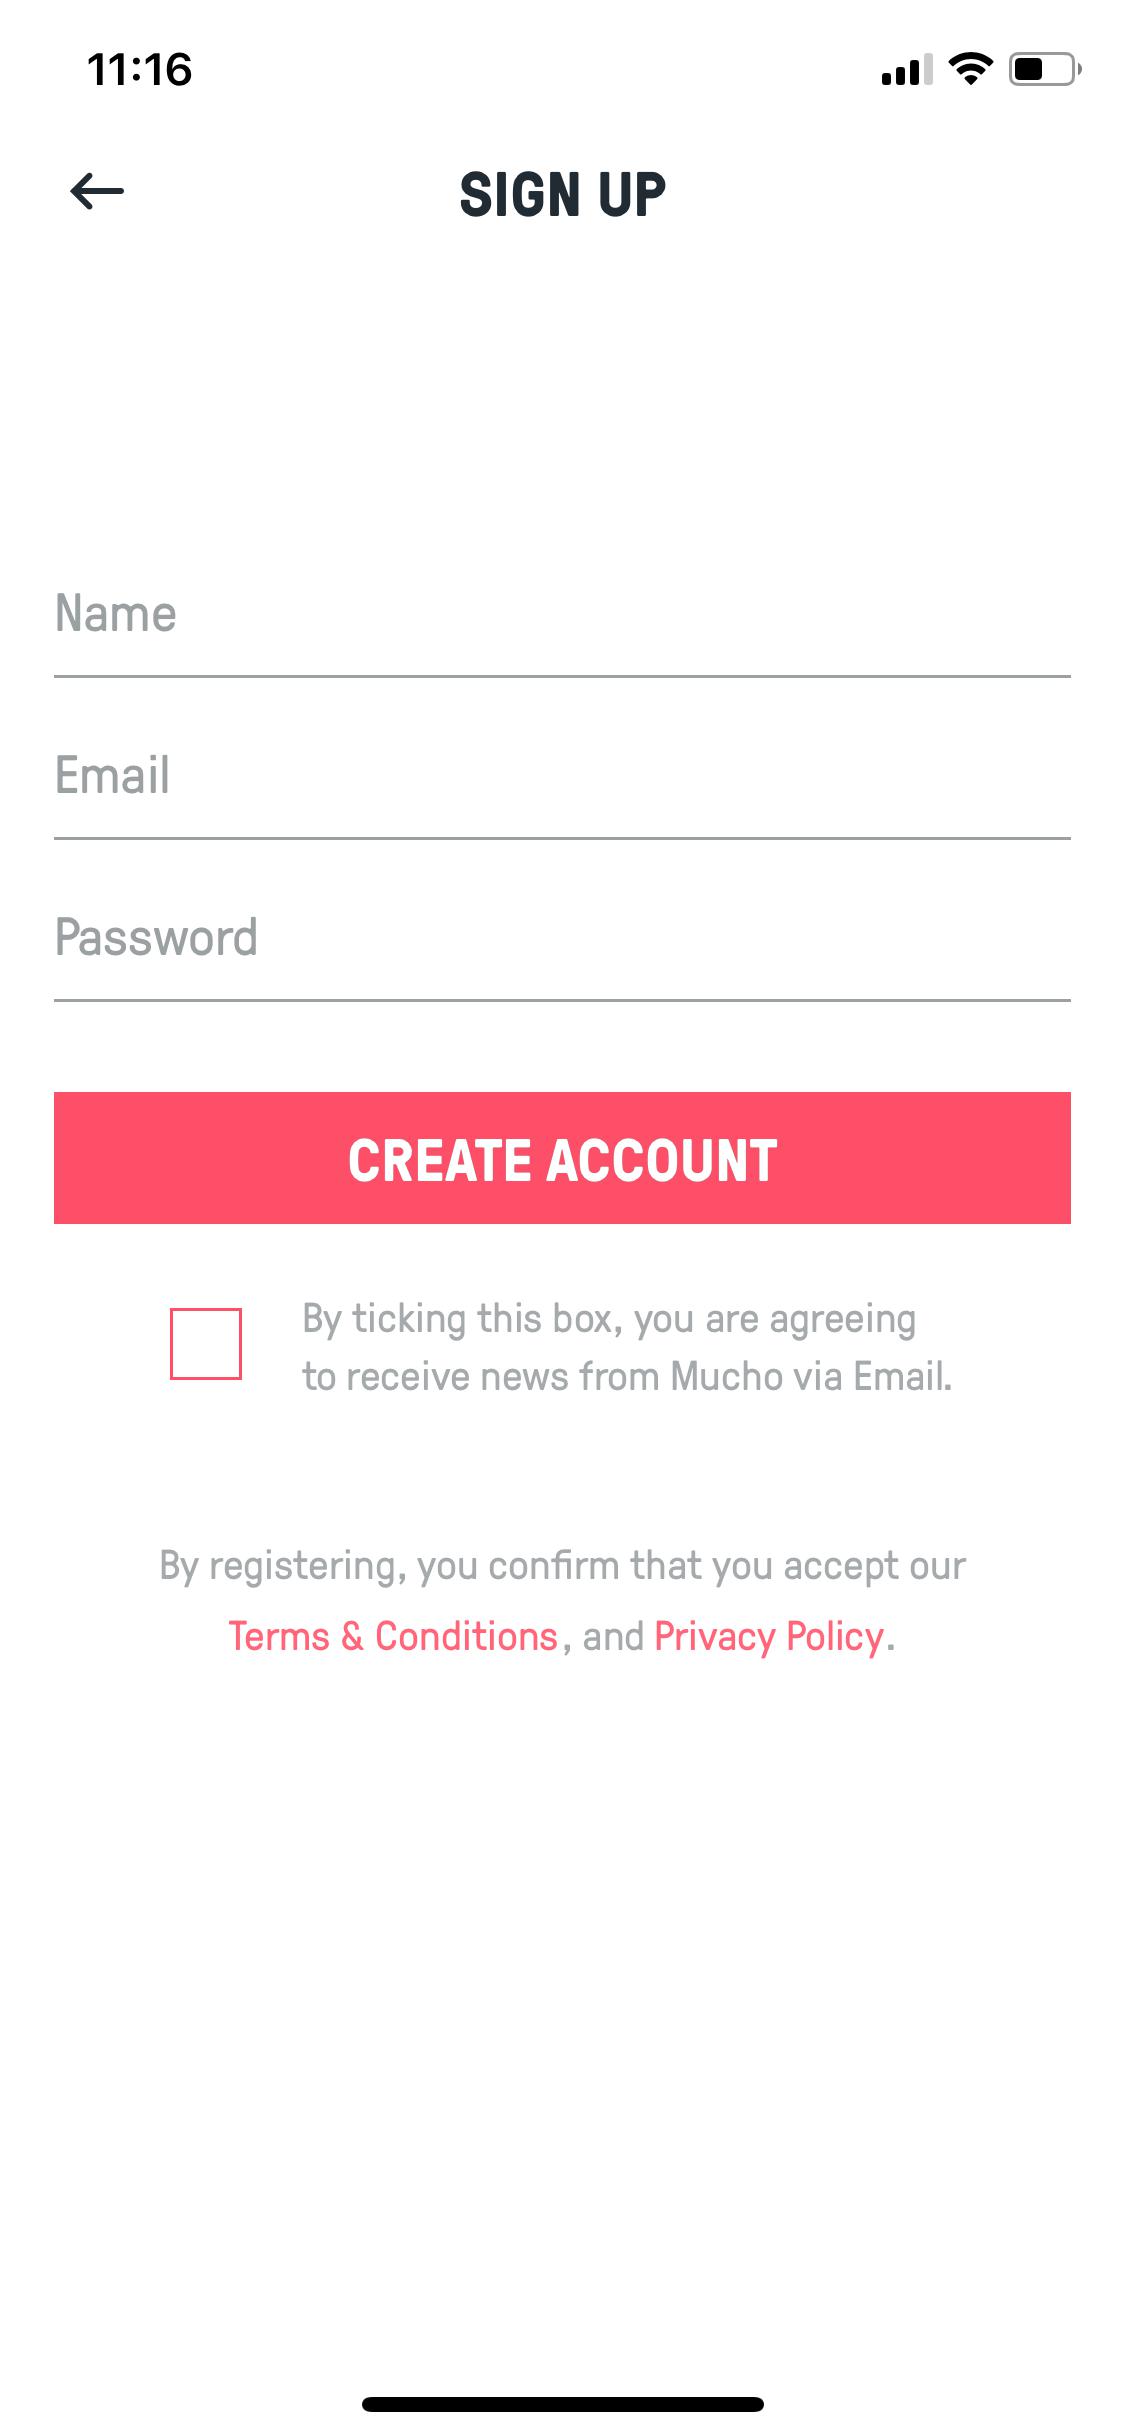 11:16
SIGN UP
Name
Email
Password
CREATE ACCOUNT
By ticking this box, you are agreeing
to receive news from Mucho via Email.
By registering, you confirm that you accept our
Terms & Conditions, and Privacy Policy.